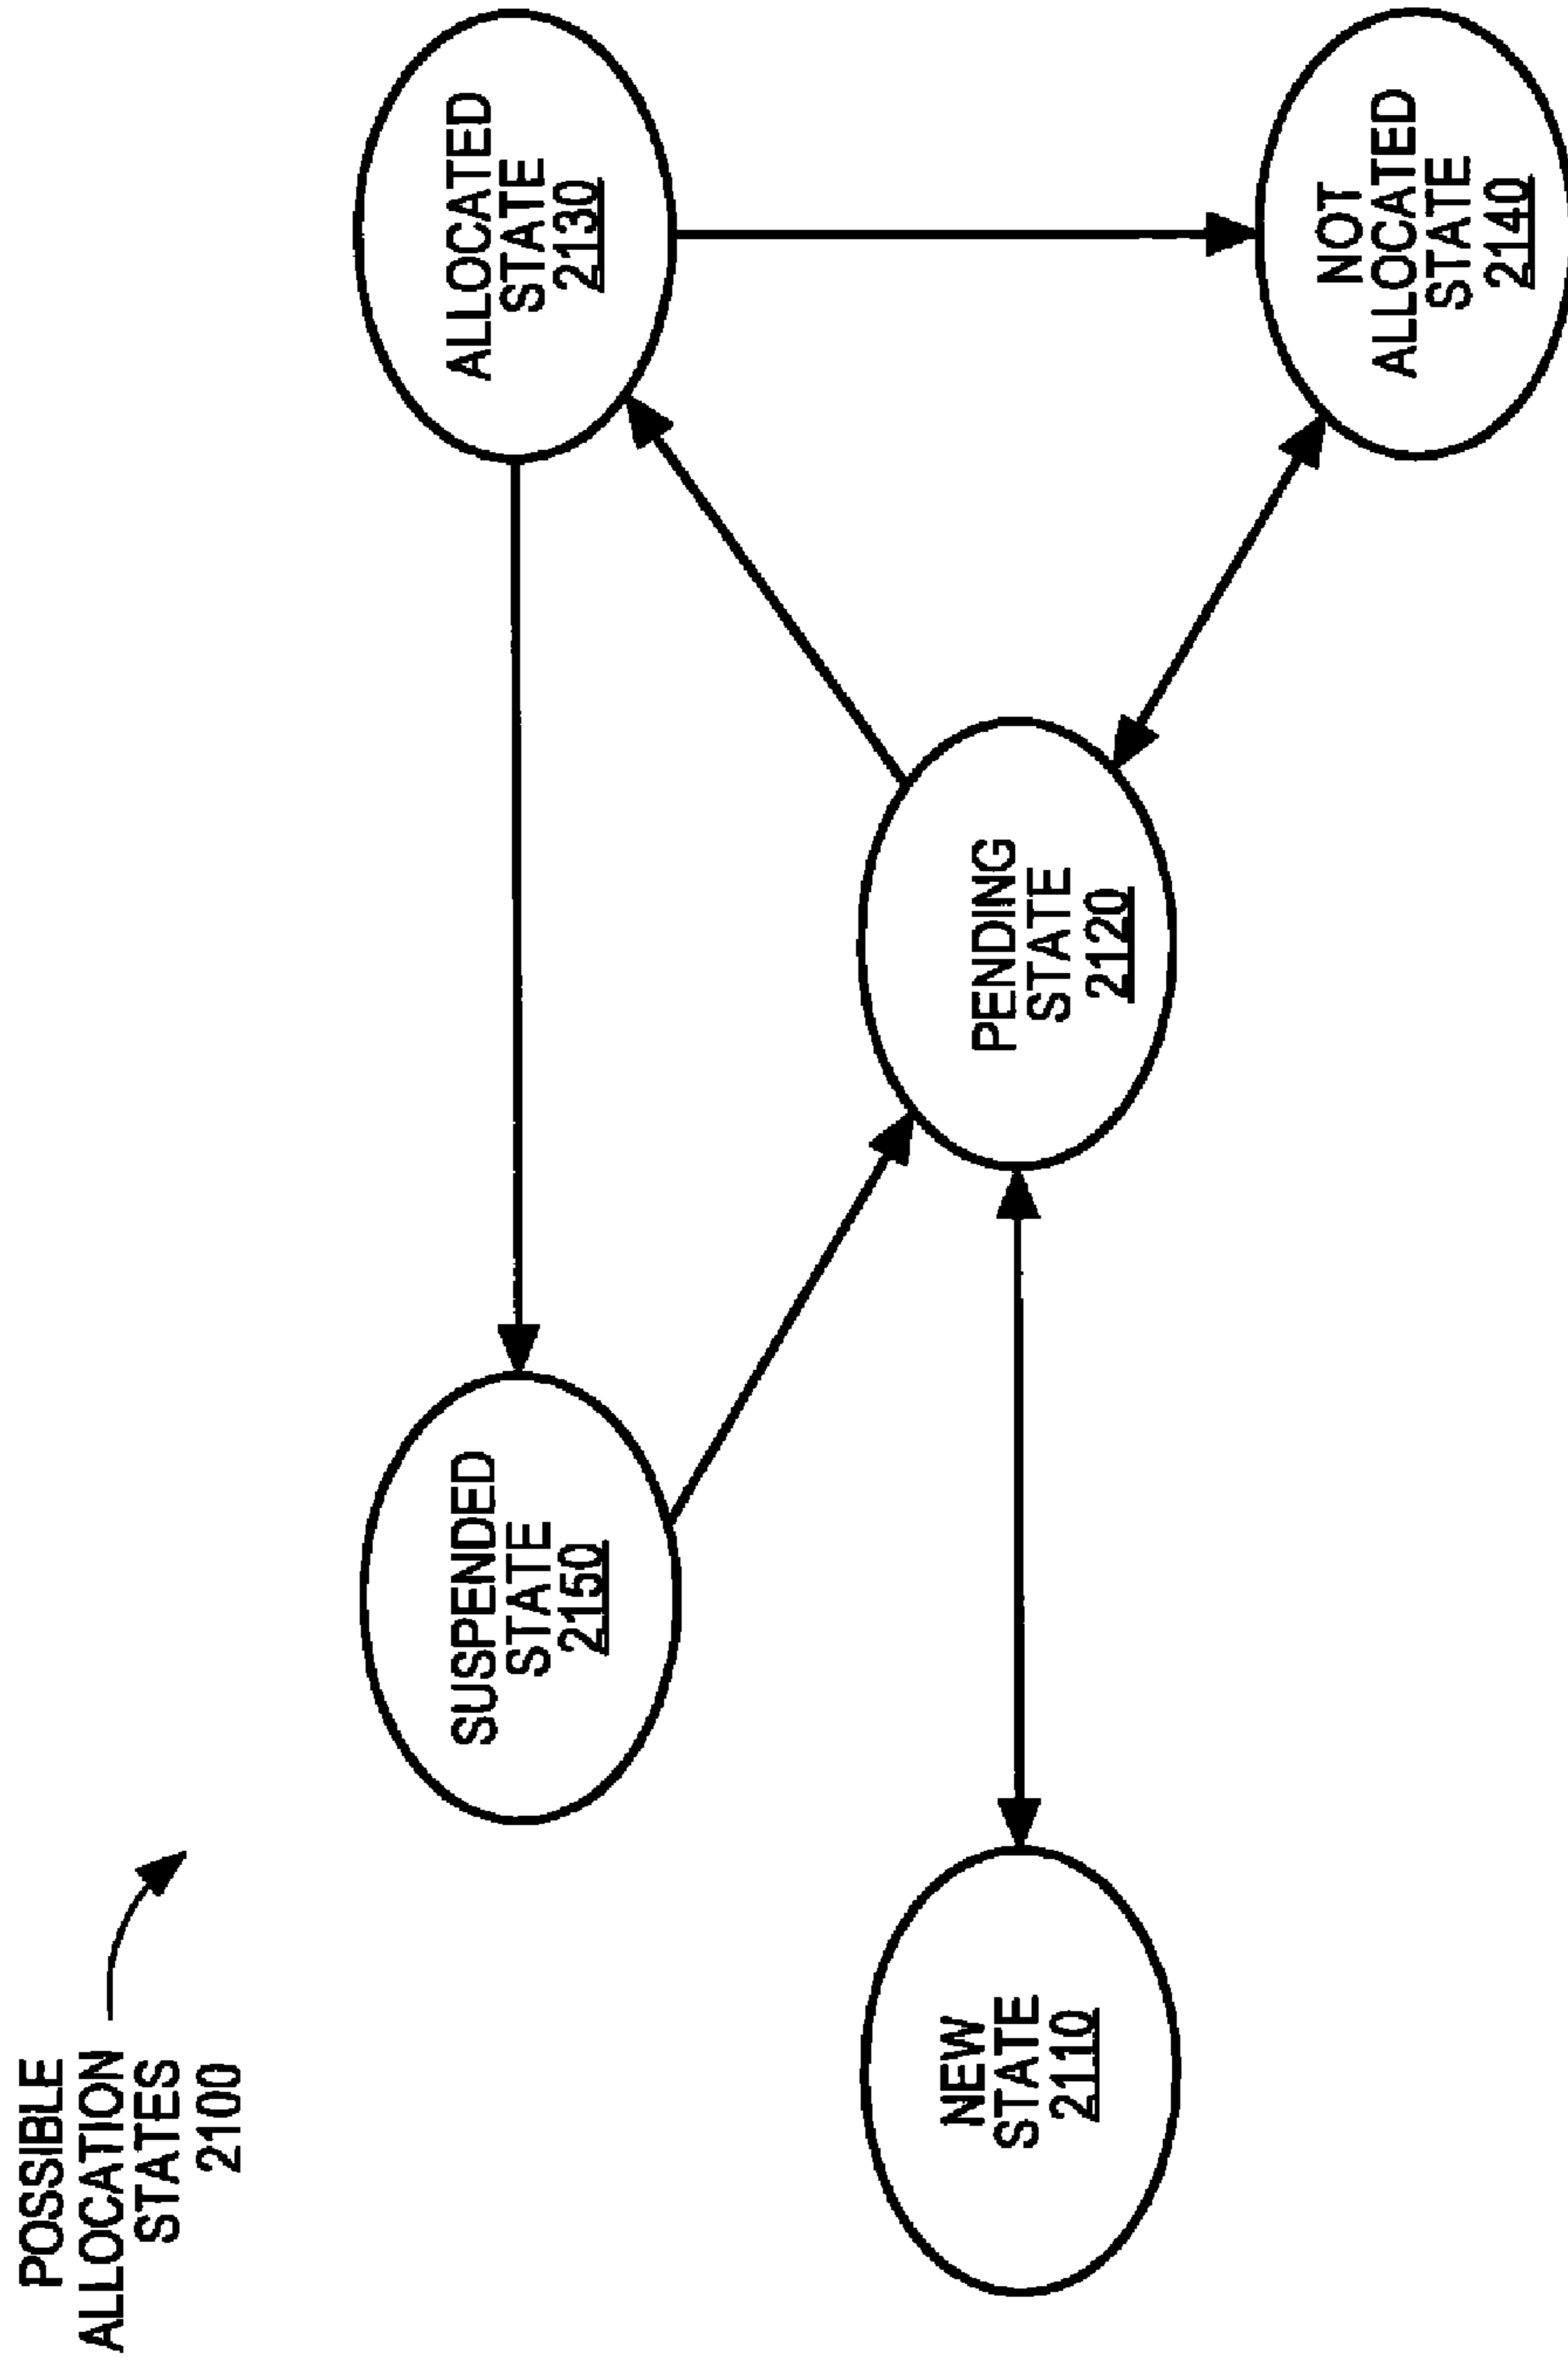 POSSIBLE
ALLOCATION
STATES
2100
SUSPENDED
STATE
2150
ALLOCATED
STATE
2130
NEW
STATE
2110
PENDING
STATE
2120
NOT
ALLOCATED
STATE
2140